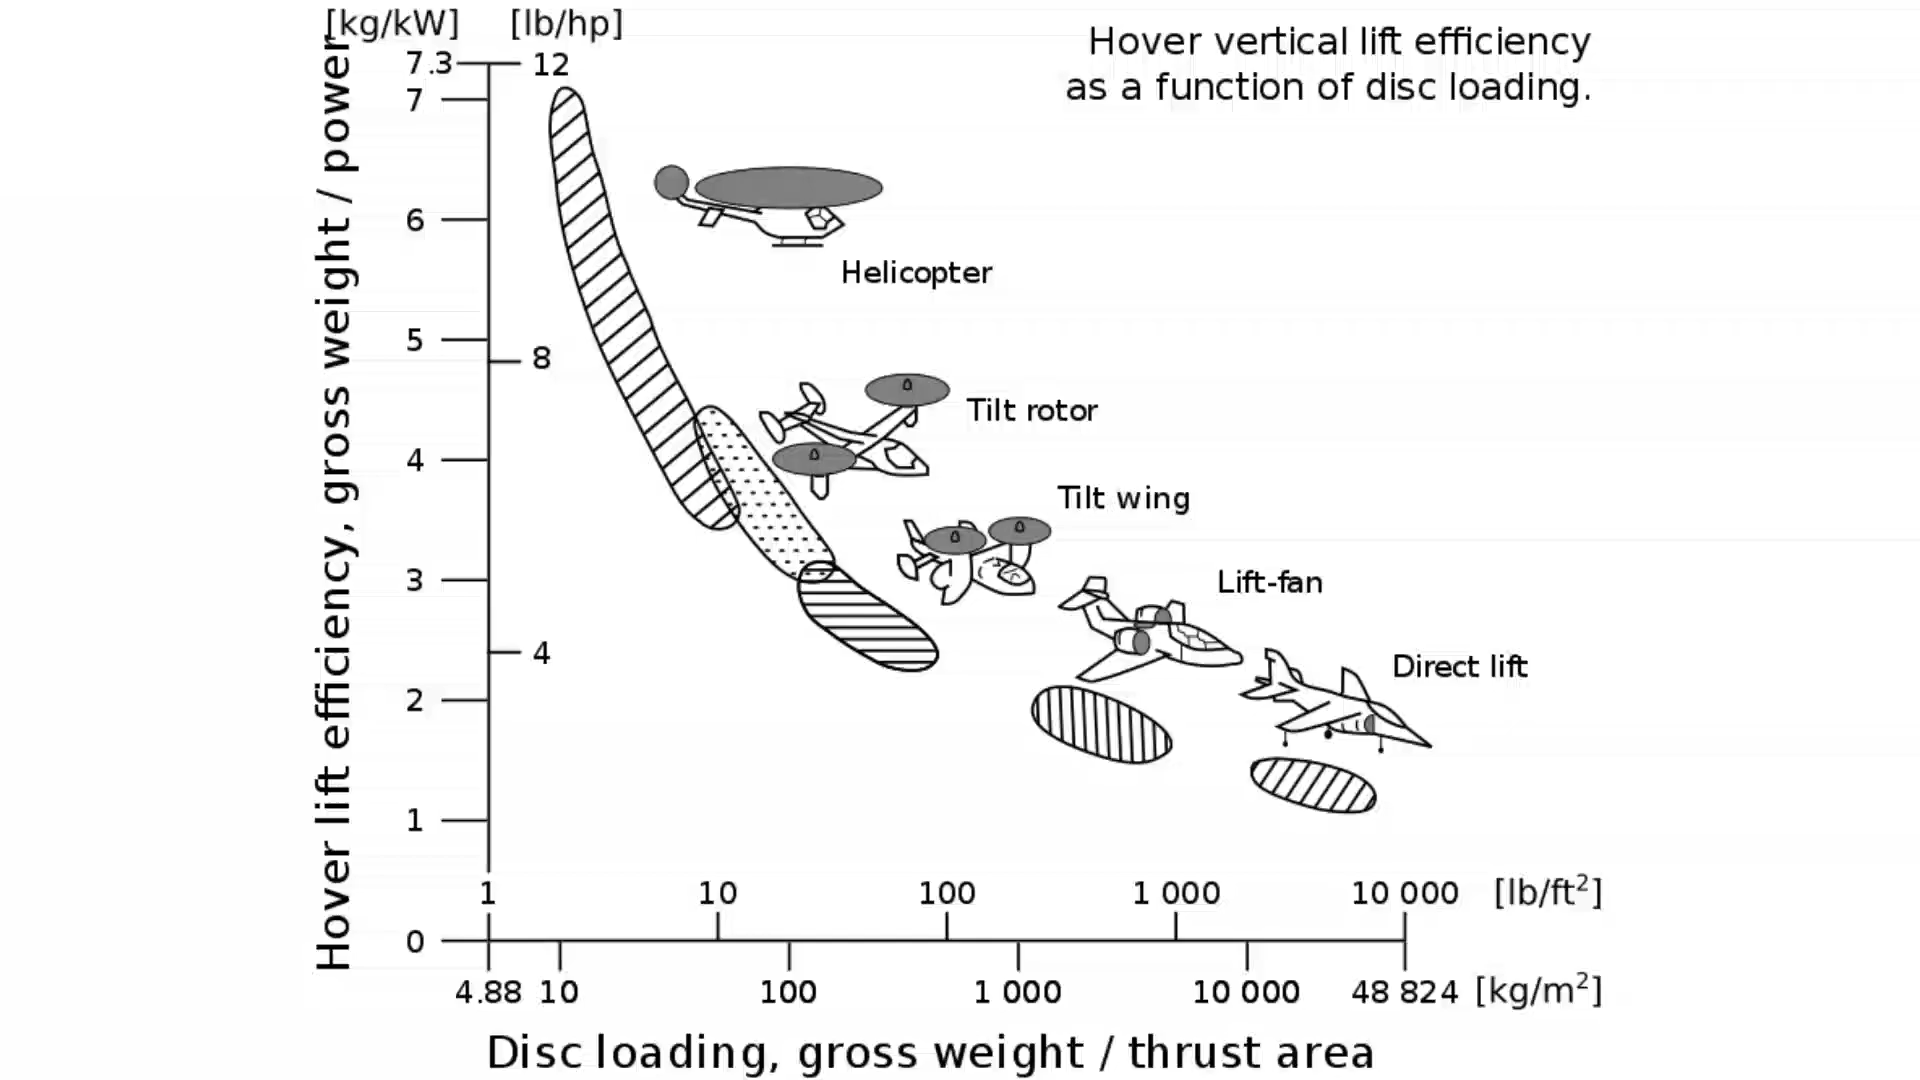 [kg/kW] [lb/hp]
Hover vertical lift efficiency
as a function of disc loading.
7.3 12
7
6
5
8
4
3
4
2
1
0
Hover lift efficiency, gross weight / power
Helicopter
Tilt rotor
Tilt wing
Lift-fan
Direct lift
1 10 100 1 000 10 000 [lb/ft²]
4.88 10 100 1 000 10 000 48 824 [kg/m²]
Disc loading, gross weight / thrust area